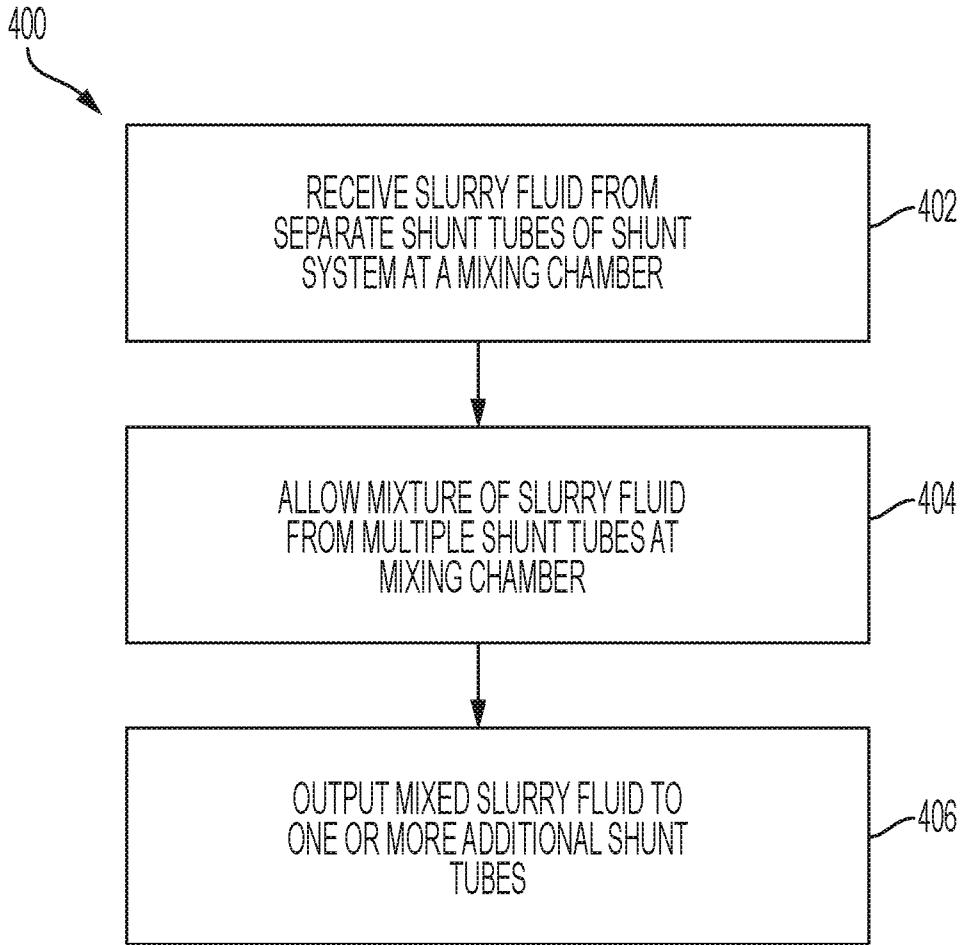 400
RECEIVE SLURRY FLUID FROM
SEPARATE SHUNT TUBES OF SHUNT
SYSTEM AT A MIXING CHAMBER
402
ALLOW MIXTURE OF SLURRY FLUID
FROM MULTIPLE SHUNT TUBES AT
MIXING CHAMBER
404
OUTPUT MIXED SLURRY FLUID TO
ONE OR MORE ADDITIONAL SHUNT
TUBES
406